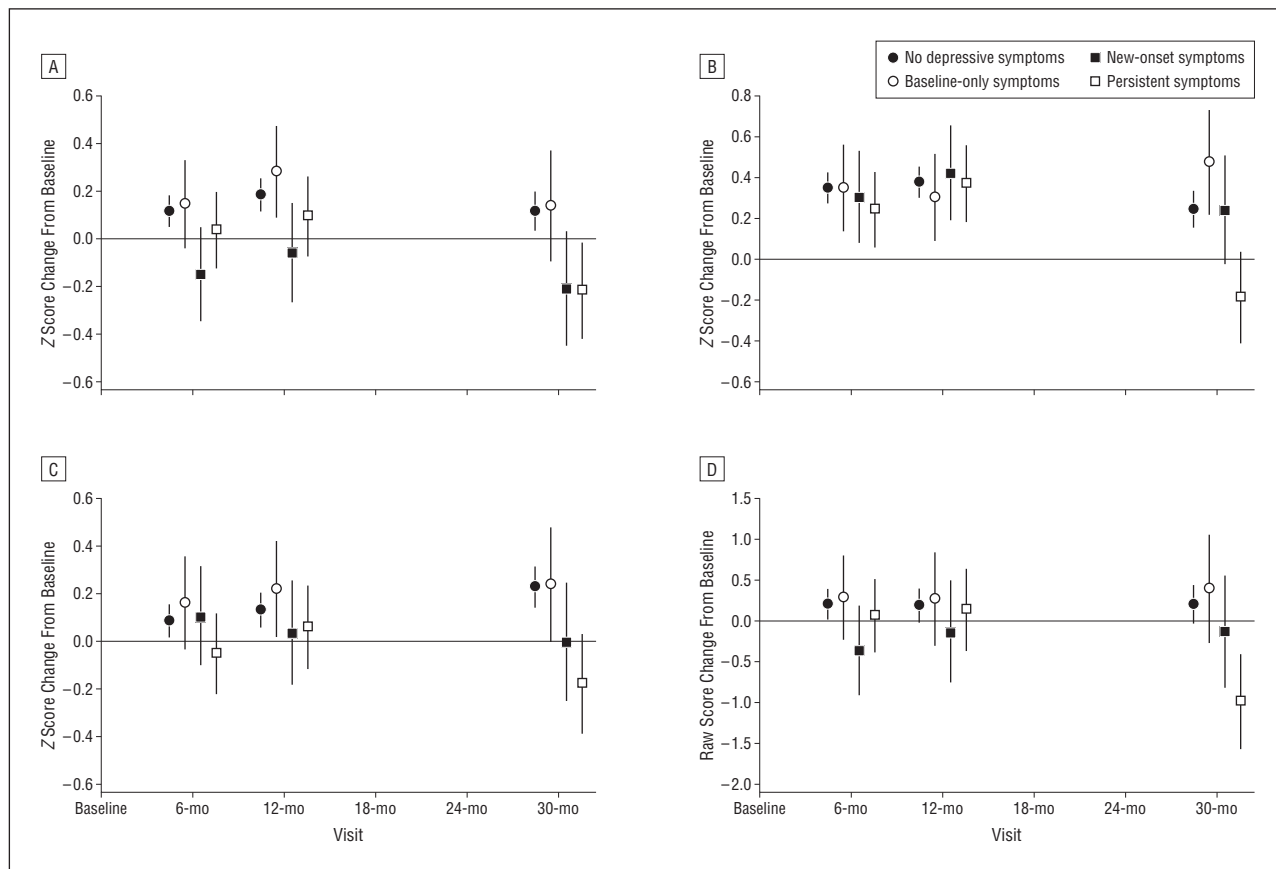 A
B
No depressive symptoms
New-onset symptoms
Baseline-only symptoms
Persistent symptoms
0.6
0.4
0.2
0.0
−0.2
−0.4
−0.6
Z Score Change From Baseline
0.8
0.6
0.4
0.2
0.0
−0.2
−0.4
−0.6
Z Score Change From Baseline
C
0.6
0.4
0.2
0.0
−0.2
−0.4
−0.6
Z Score Change From Baseline
Baseline 6-mo 12-mo 18-mo 24-mo 30-mo
Visit
D
1.5
1.0
0.5
0.0
−0.5
−1.0
−1.5
−2.0
Raw Score Change From Baseline
Baseline 6-mo 12-mo 18-mo 24-mo 30-mo
Visit